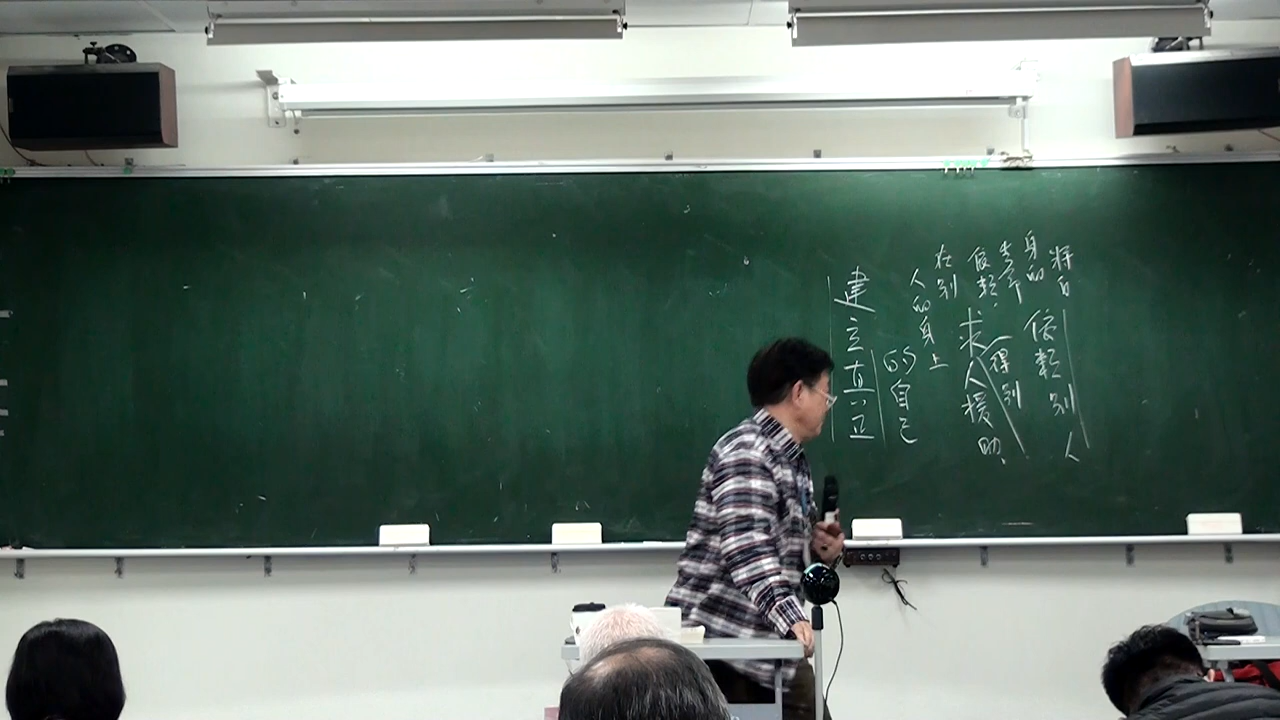 將自
身的
依賴
在別
人的身上
依賴別人
得別
求人援助
建立真正
的自己